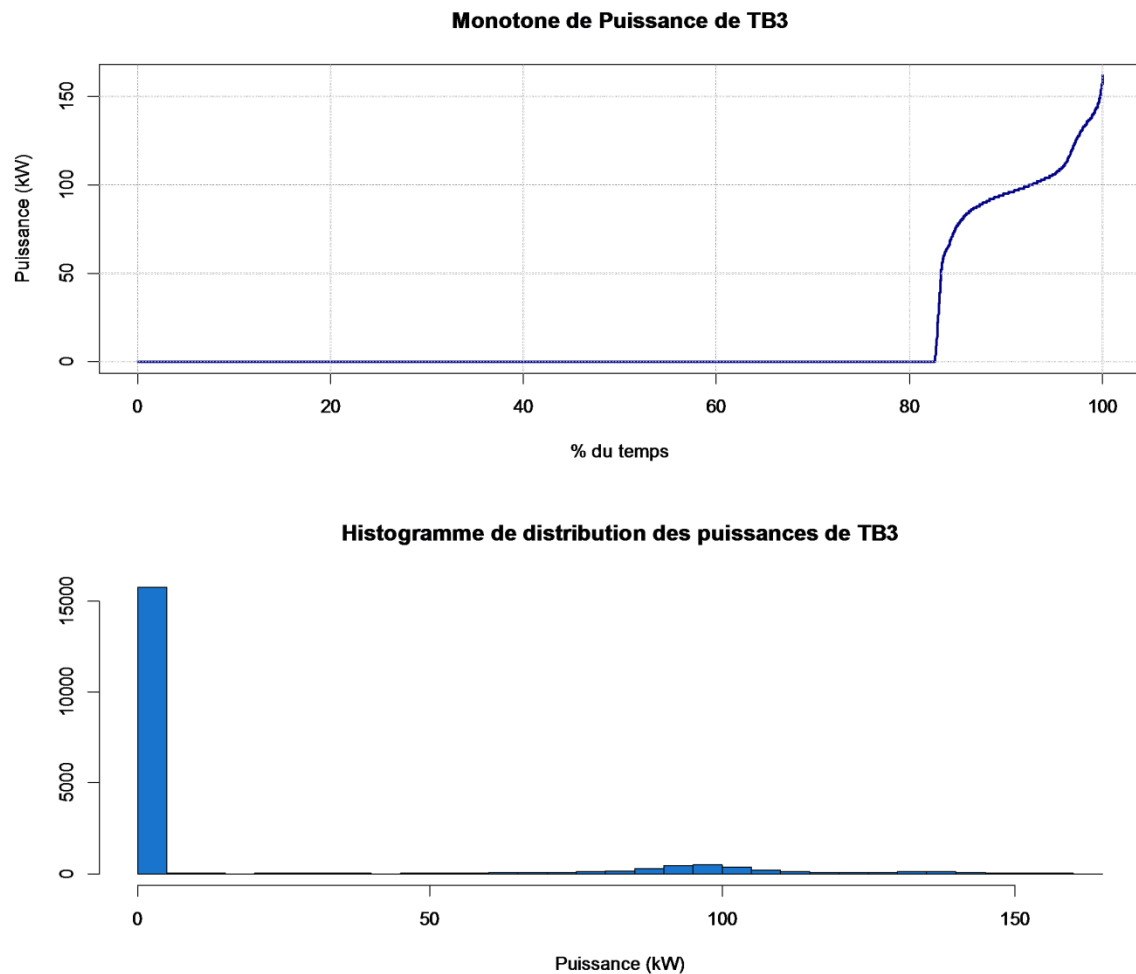 Monotone de Puissance de TB3
Puissance (kW)
150
100
50
0
0 20 40 60 80 100
% du temps
Histogramme de distribution des puissances de TB3
15000
10000
5000
0
0 50 100 150
Puissance (kW)